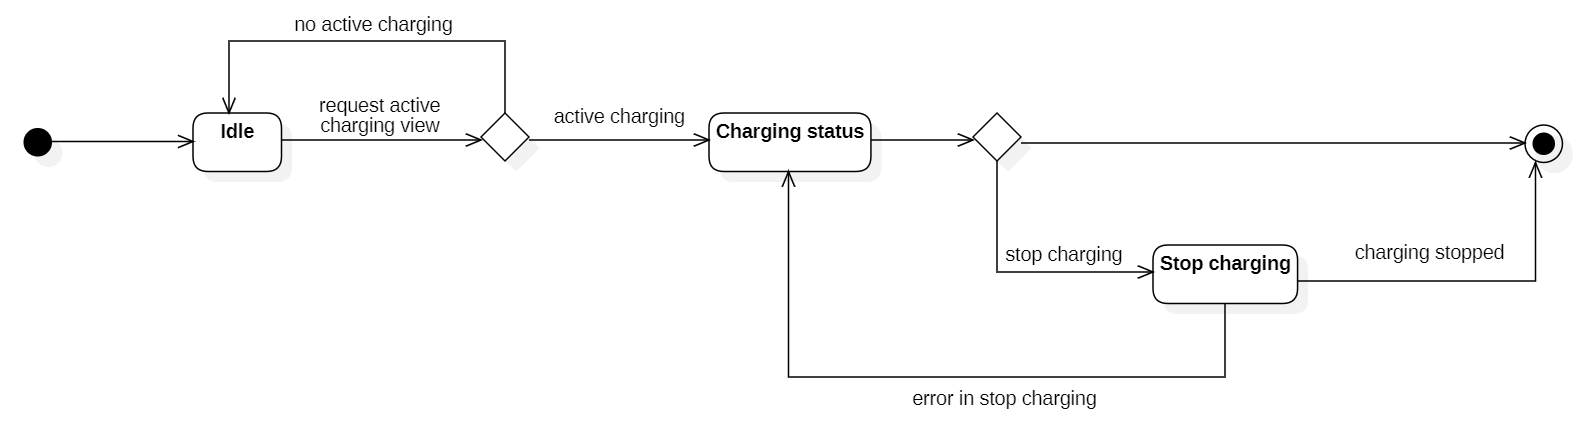 no active charging
request active
charging view
Idle
active charging
Charging status
stop charging
Stop charging
charging stopped
error in stop charging